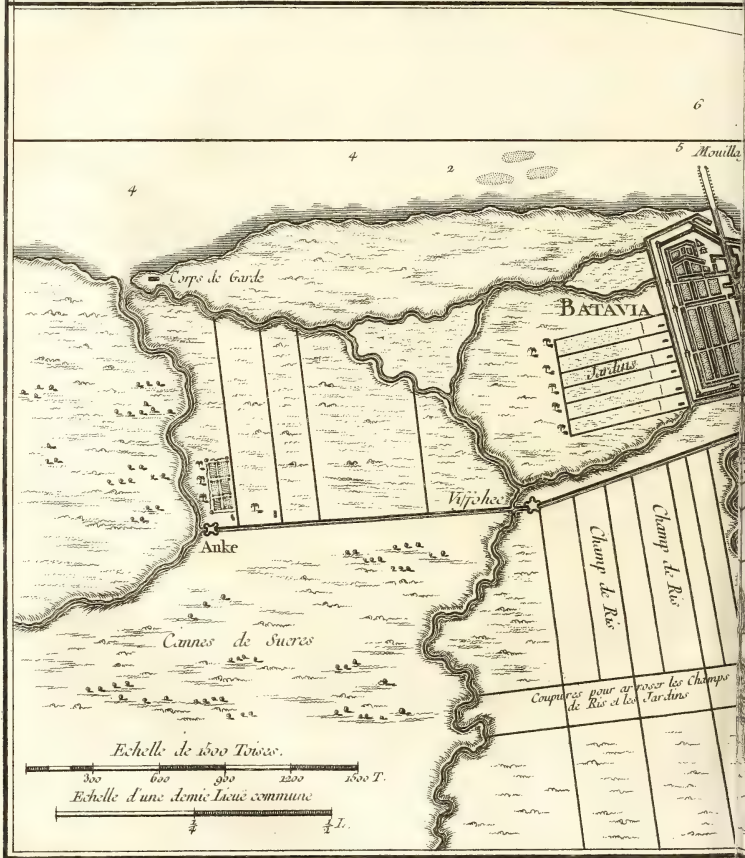 6
5 Mouilla
4
2
4
Corps de Garde
BATAVIA
Jardins
Vissohec
Anke
Champ de Ris
Champ de Ris
Cannes de Sucres
Coupures pour arroser les Champs
de Ris et les Jardins
Echelle de 1500 Toises.
300 600 900 1200 1500 T.
Echelle d'une demie Lieuë commune
1/4 1/2 L.